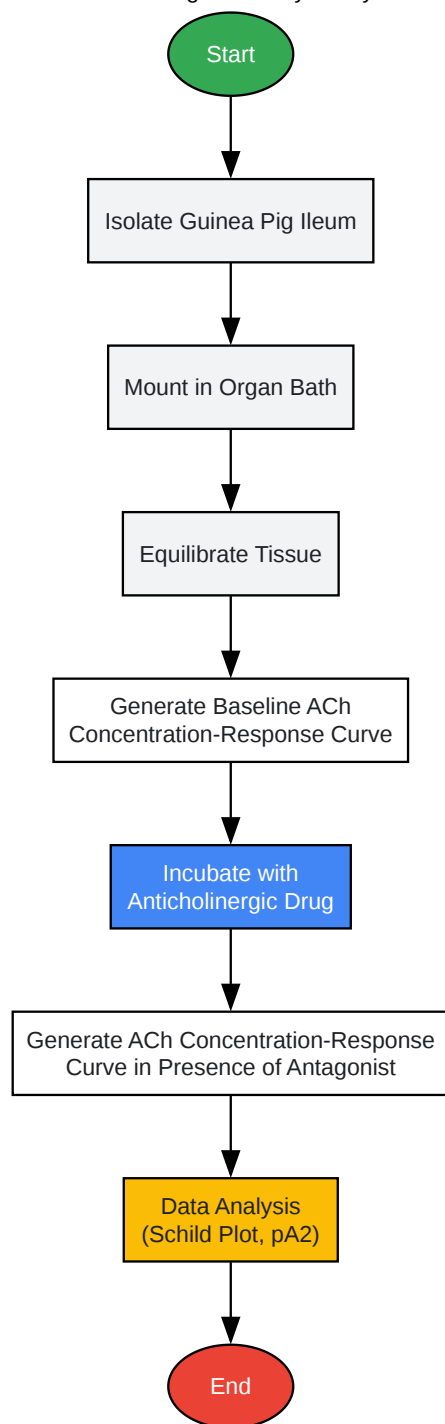 Start
Isolate Guinea Pig Ileum
Mount in Organ Bath
Equilibrate Tissue
Generate Baseline ACh
Concentration-Response Curve
Incubate with
Anticholinergic Drug
Generate ACh Concentration-Response
Curve in Presence of Antagonist
Data Analysis
(Schild Plot, pA2)
End